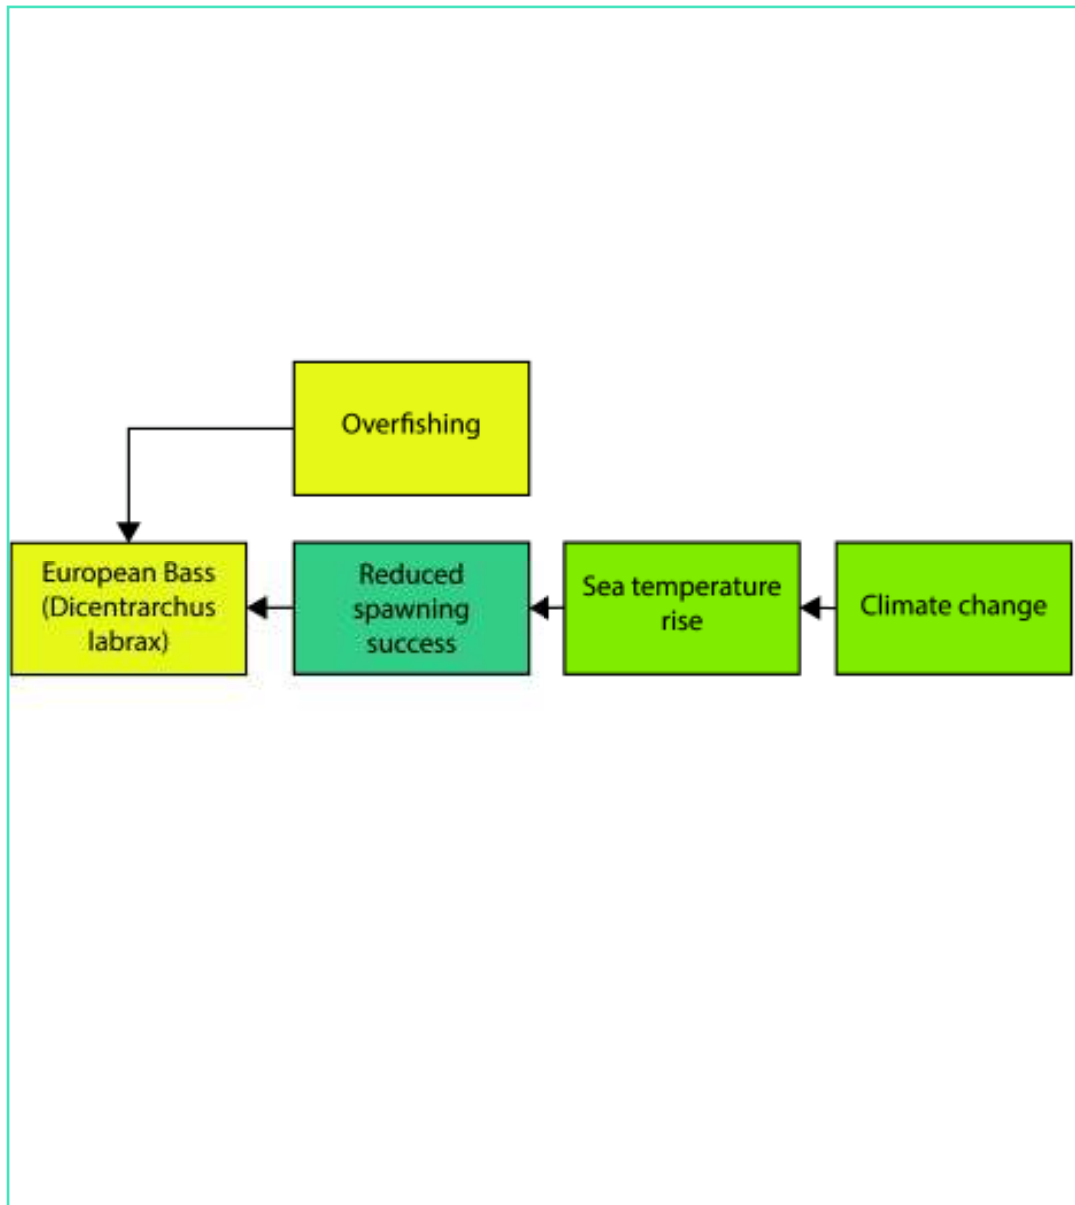 Overfishing
European Bass
(Dicentrarchus
labrax)
Reduced
spawning
success
Sea temperature
rise
Climate change